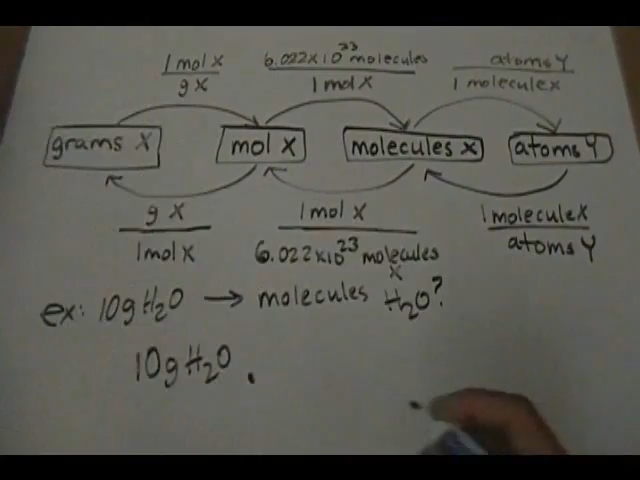 1 mol X 6.022x10^23 molecules atoms Y
g X 1 mol X 1 molecule X
grams X mol X molecules X atoms Y
g X 1 mol X 1 molecule X
1 mol X 6.022x10^23 molecules X atoms Y
ex: 10g H₂O → molecules H₂O?
10g H₂O .